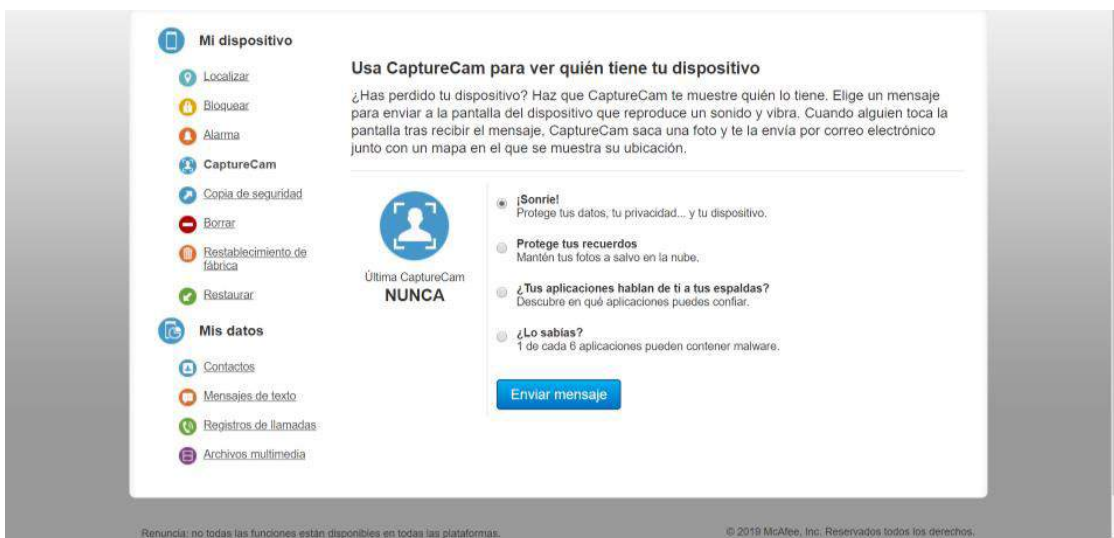 Mi dispositivo
Localizar
Bloquear
Alarma
CaptureCam
Copia de seguridad
Borrar
Restablecimiento de
fábrica
Restaurar
Mis datos
Contactos
Mensajes de texto
Registros de llamadas
Archivos multimedia
Usa CaptureCam para ver quién tiene tu dispositivo
¿Has perdido tu dispositivo? Haz que CaptureCam te muestre quién lo tiene. Elige un mensaje
para enviar a la pantalla del dispositivo que reproduce un sonido y vibra. Cuando alguien toca la
pantalla tras recibir el mensaje, CaptureCam saca una foto y te la envía por correo electrónico
junto con un mapa en el que se muestra su ubicación.
Última CaptureCam
NUNCA
¡Sonríe!
Protege tus datos, tu privacidad... y tu dispositivo.
Protege tus recuerdos
Mantén tus fotos a salvo en la nube.
¿Tus aplicaciones hablan de ti a tus espaldas?
Descubre en qué aplicaciones puedes confiar.
¿Lo sabías?
1 de cada 6 aplicaciones pueden contener malware.
Enviar mensaje
Renuncia: no todas las funciones están disponibles en todas las plataformas.
© 2019 McAfee, Inc. Reservados todos los derechos.